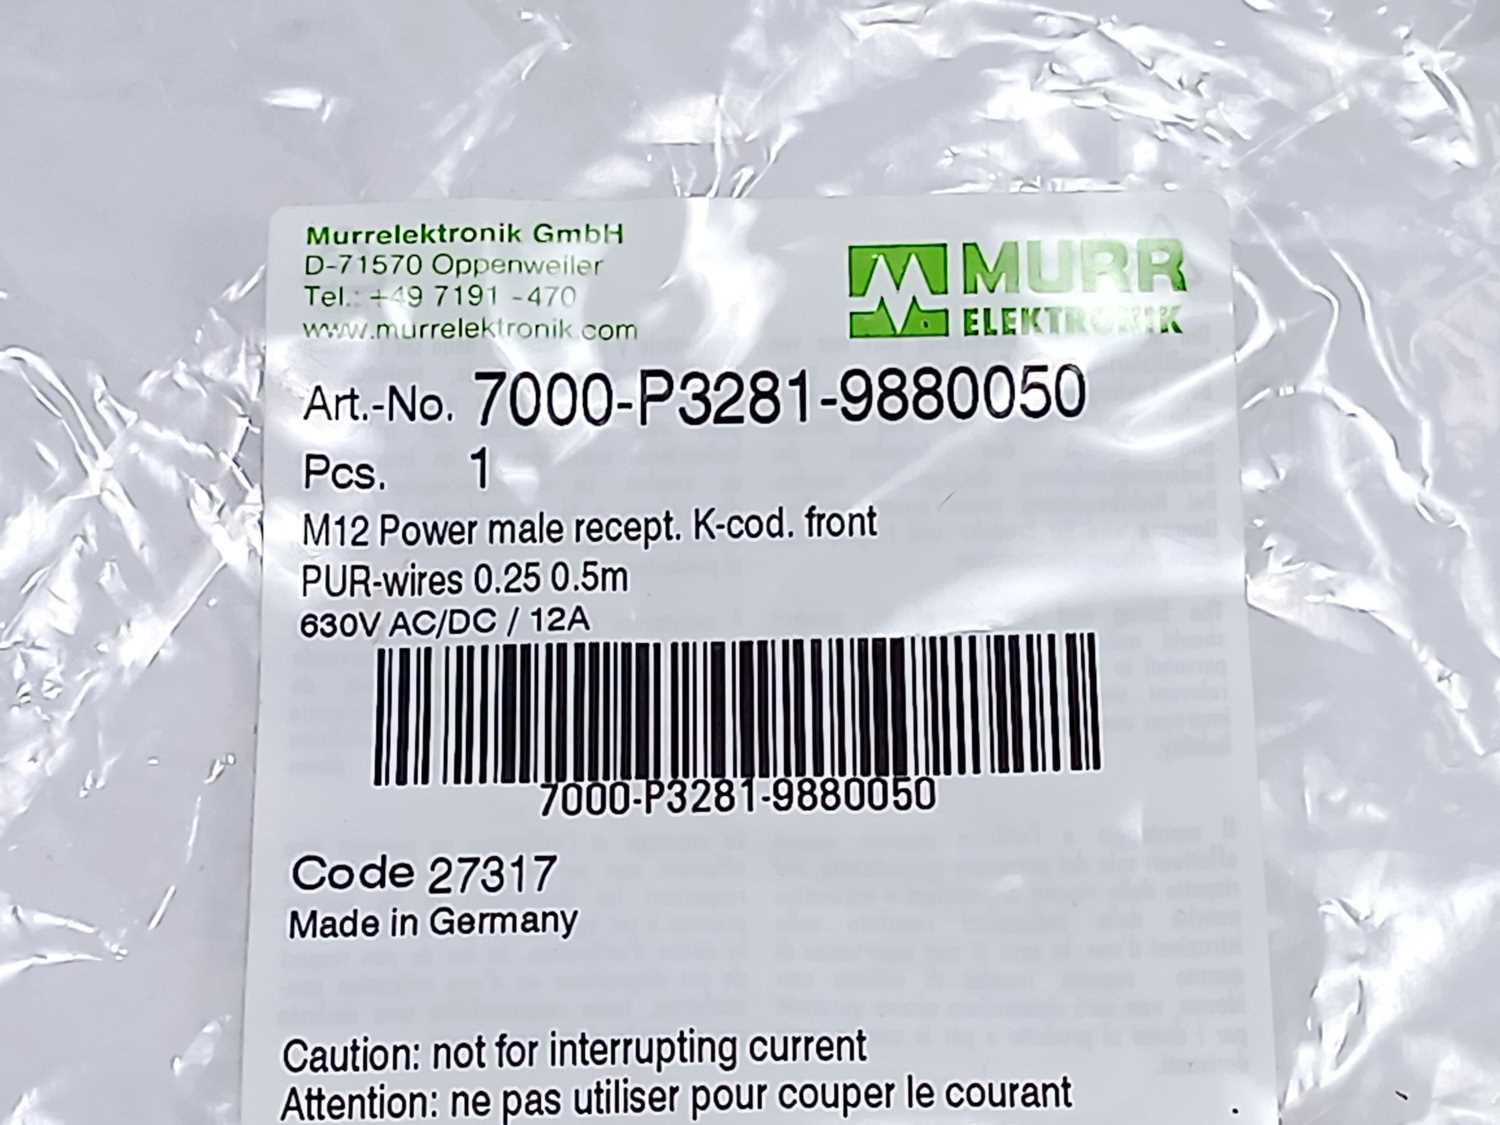 Murrelektronik GmbH
D-71570 Oppenweiler
Tel.: +49 7191 -470
www.murrelektronik.com
MURR
ELEKTRONIK
Art.-No. 7000-P3281-9880050
Pcs. 1
M12 Power male recept. K-cod. front
PUR-wires 0.25 0.5m
630V AC/DC / 12A
7000-P3281-9880050
Code 27317
Made in Germany
Caution: not for interrupting current
Attention: ne pas utiliser pour couper le courant